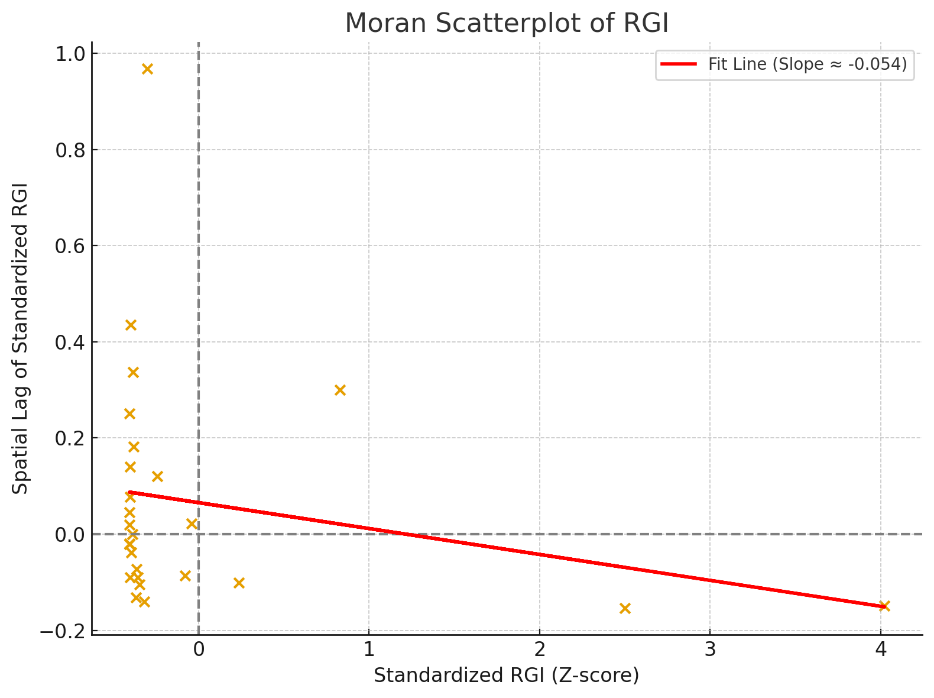 Moran Scatterplot of RGI
Fit Line (Slope ≈ -0.054)
Spatial Lag of Standardized RGI
1.0
0.8
0.6
0.4
0.2
0.0
−0.2
0 1 2 3 4
Standardized RGI (Z-score)